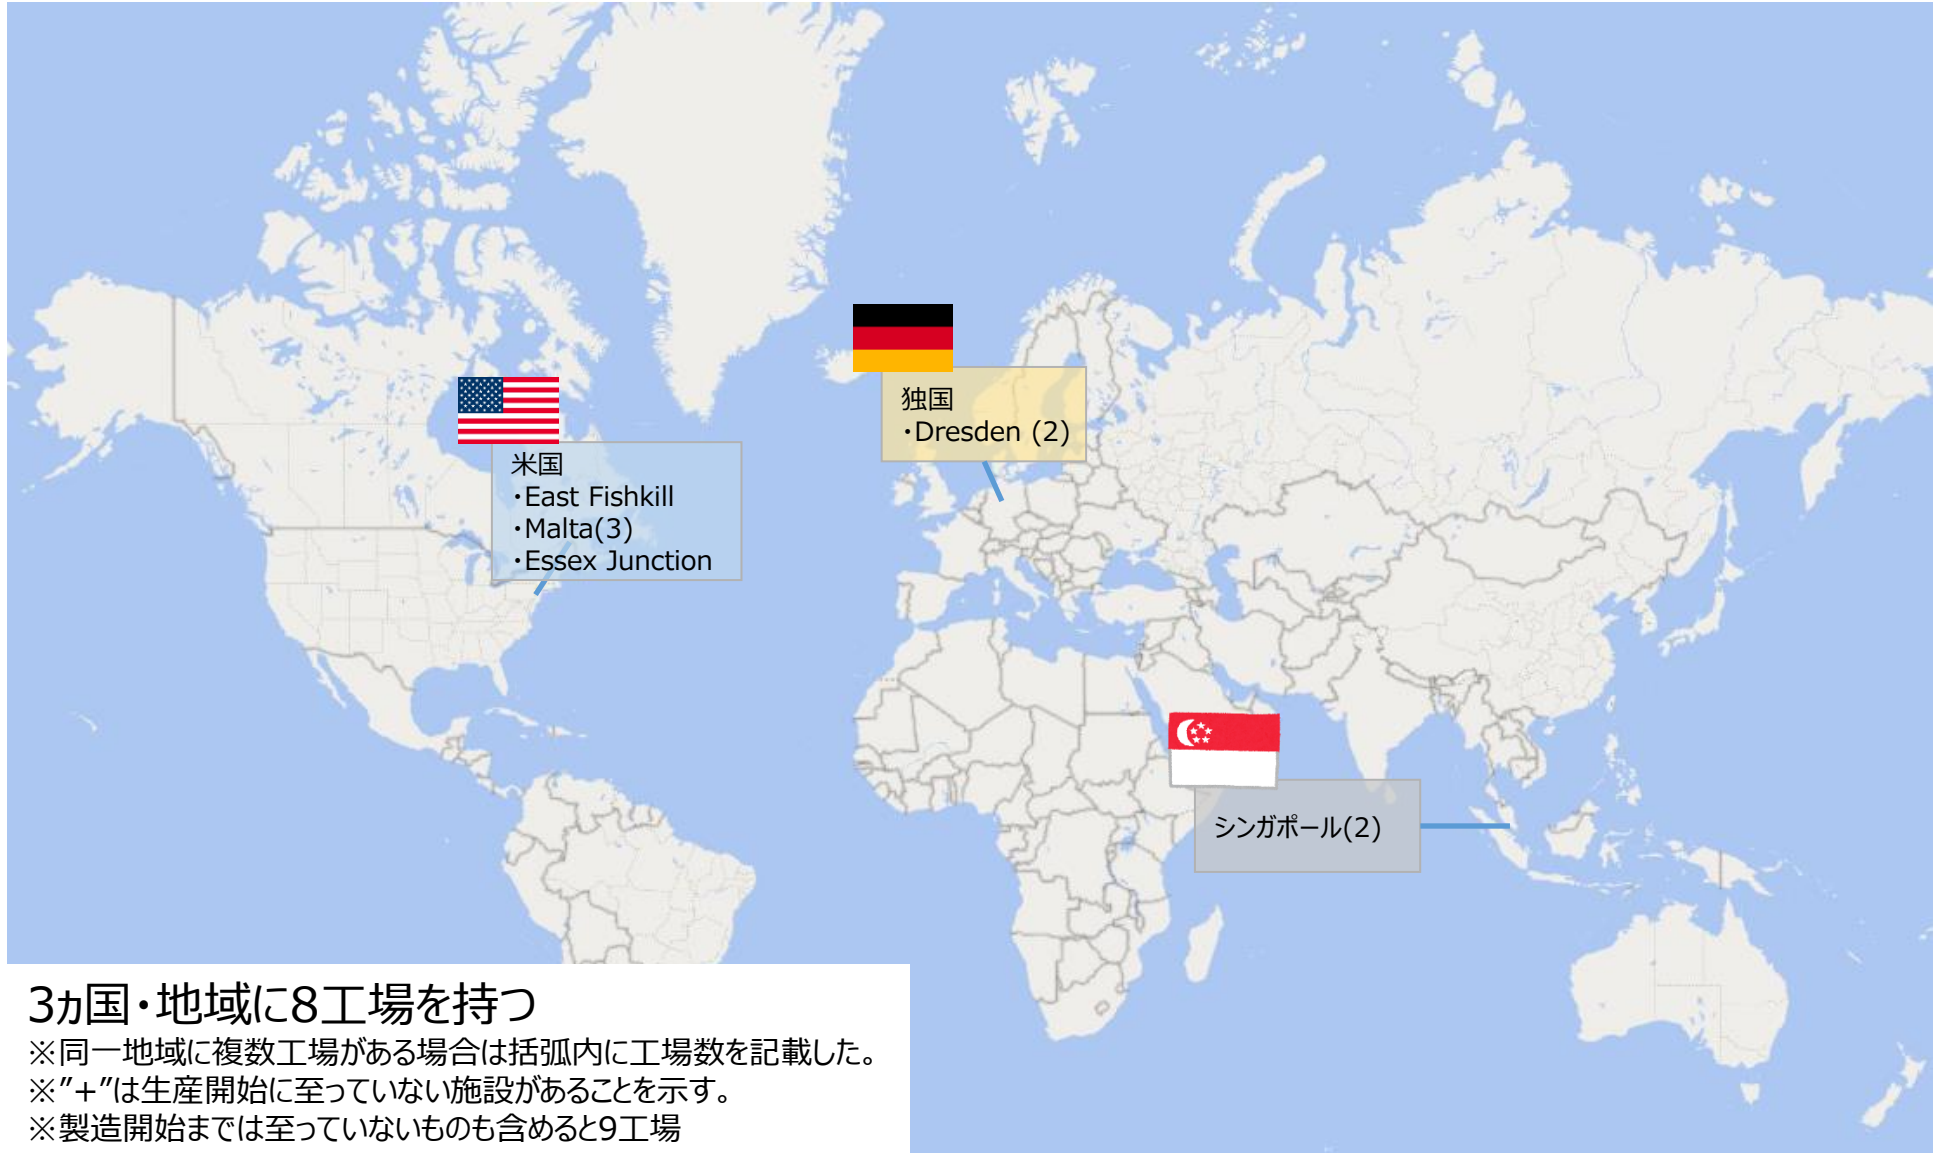 米国
・East Fishkill
・Malta(3)
・Essex Junction
独国
・Dresden (2)
シンガポール(2)
3ヵ国・地域に8工場を持つ
※同一地域に複数工場がある場合は括弧内に工場数を記載した。
※”+”は生産開始に至っていない施設があることを示す。
※製造開始までは至っていないものも含めると9工場